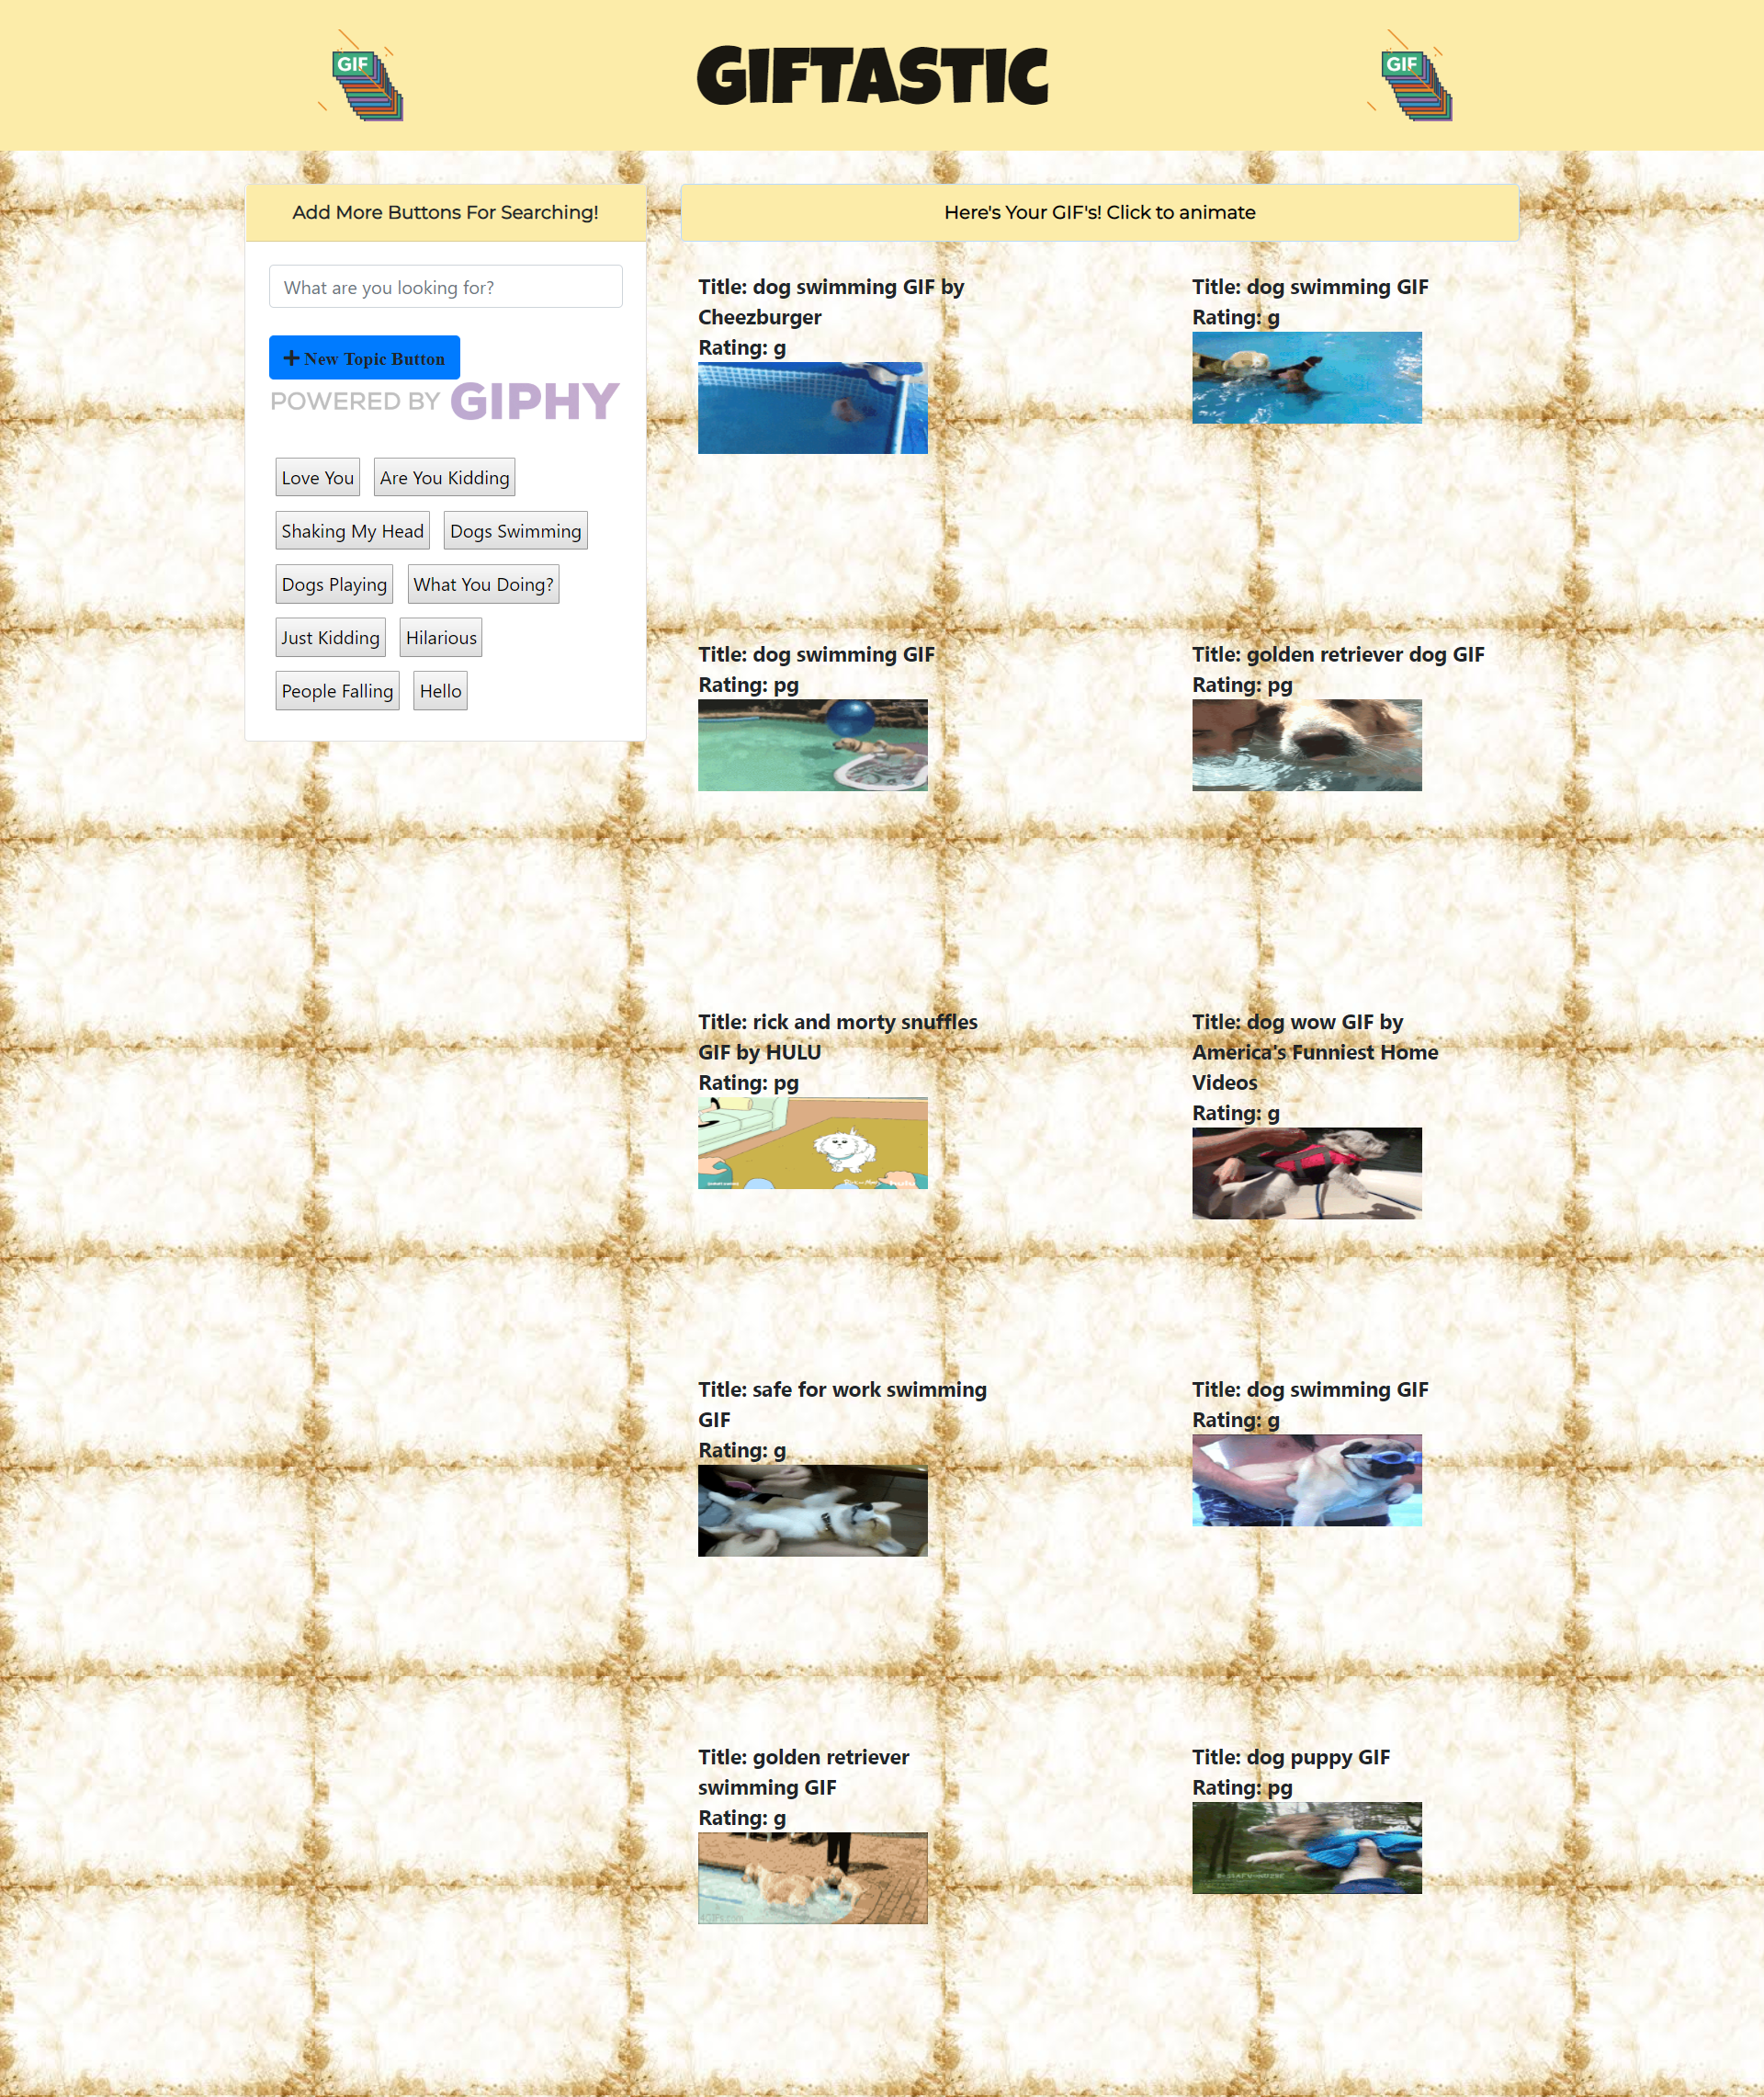 GIF
GIFTASTIC
GIF
Add More Buttons For Searching!
What are you looking for?
New Topic Button
POWERED BY GIPHY
Love You
Are You Kidding
Shaking My Head
Dogs Swimming
Dogs Playing
What You Doing?
Just Kidding
Hilarious
People Falling
Hello
Here's Your GIF's! Click to animate
Title: dog swimming GIF by
Cheezburger
Rating: g
Title: dog swimming GIF
Rating: g
Title: dog swimming GIF
Rating: pg
Title: golden retriever dog GIF
Rating: pg
Title: rick and morty snuffles
GIF by HULU
Rating: pg
Title: dog wow GIF by
America's Funniest Home
Videos
Rating: g
Title: safe for work swimming
GIF
Rating: g
Title: dog swimming GIF
Rating: g
Title: golden retriever
swimming GIF
Rating: g
4GIFs.com
Title: dog puppy GIF
Rating: pg